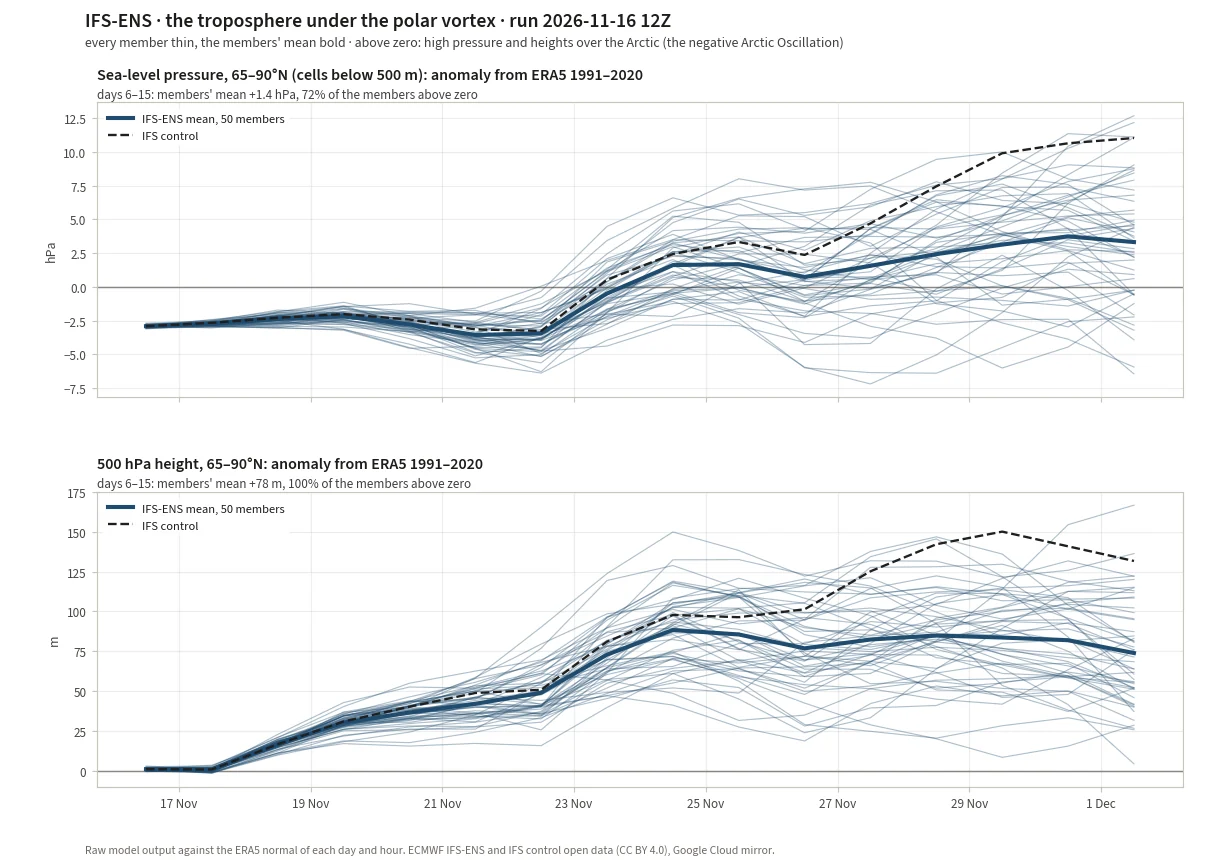 IFS-ENS · the troposphere under the polar vortex · run 2026-11-16 12Z
every member thin, the members' mean bold · above zero: high pressure and heights over the Arctic (the negative Arctic Oscillation)
Sea-level pressure, 65–90°N (cells below 500 m): anomaly from ERA5 1991–2020
days 6–15: members' mean +1.4 hPa, 72% of the members above zero
IFS-ENS mean, 50 members
IFS control
12.5
10.0
7.5
5.0
2.5
0.0
−2.5
−5.0
−7.5
hPa
500 hPa height, 65–90°N: anomaly from ERA5 1991–2020
days 6–15: members' mean +78 m, 100% of the members above zero
IFS-ENS mean, 50 members
IFS control
175
150
125
100
75
50
25
0
m
17 Nov 19 Nov 21 Nov 23 Nov 25 Nov 27 Nov 29 Nov 1 Dec
Raw model output against the ERA5 normal of each day and hour. ECMWF IFS-ENS and IFS control open data (CC BY 4.0), Google Cloud mirror.